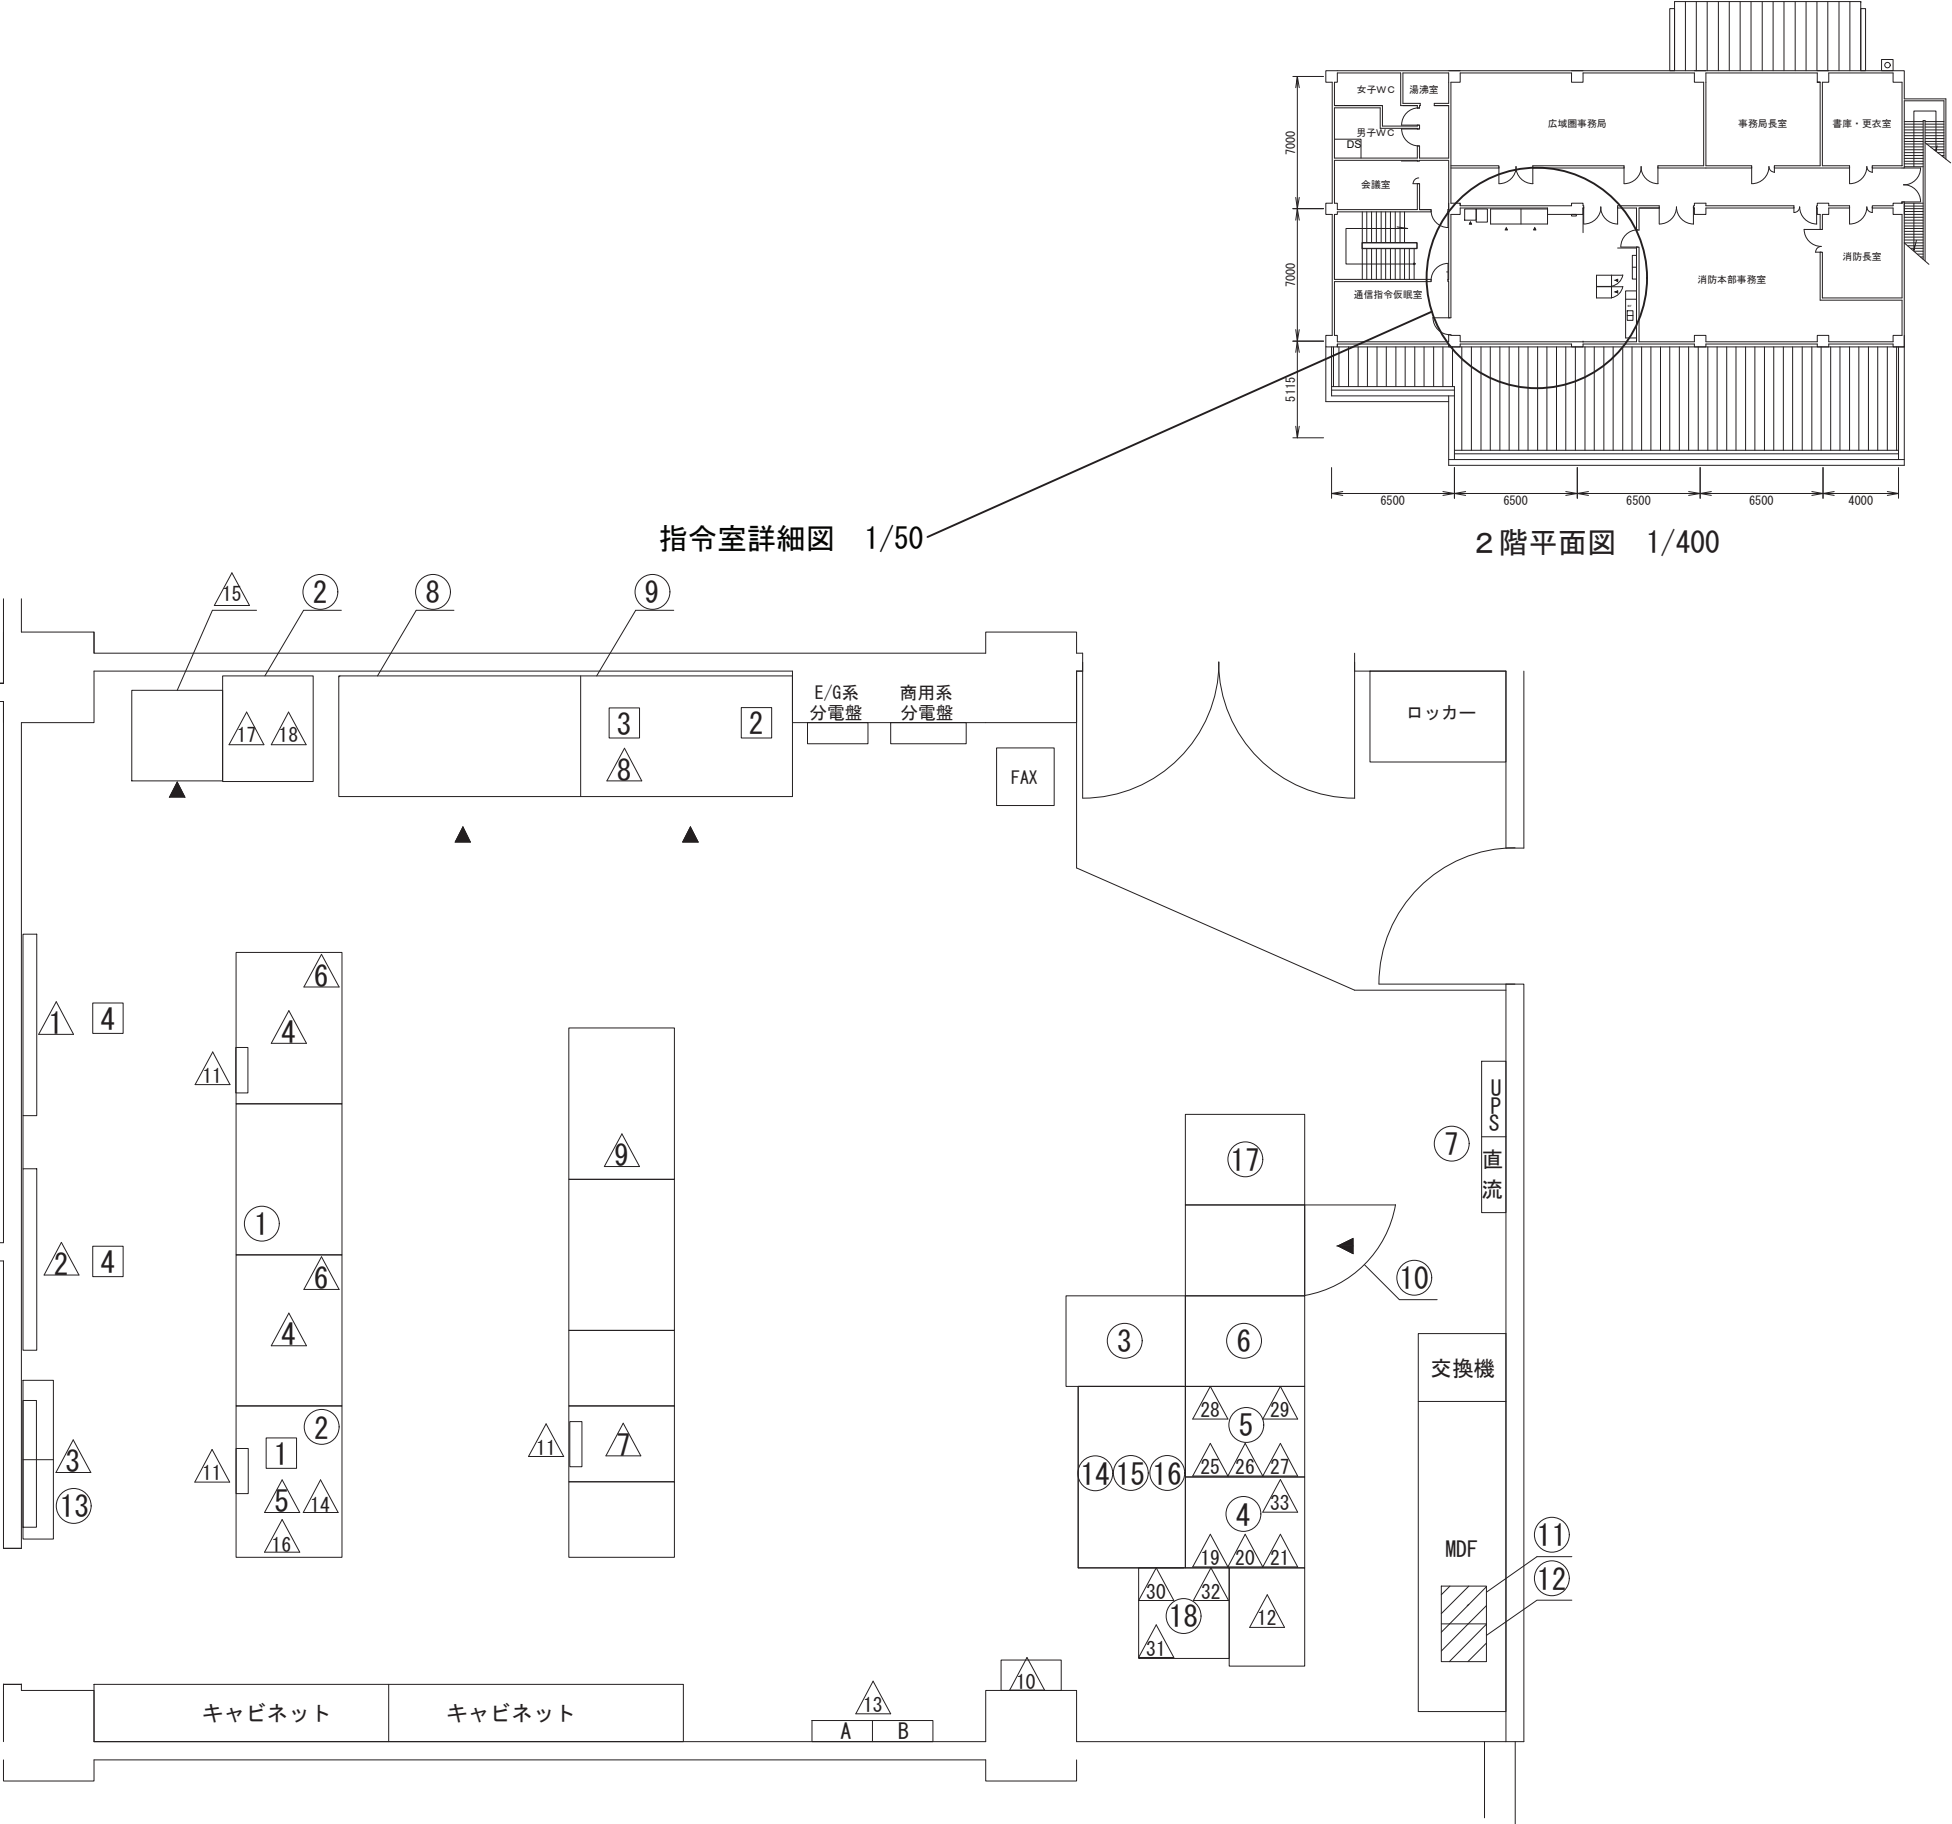 女子WC
湯沸室
男子WC
DS
会議室
広域圏事務局
事務局長室
書庫・更衣室
消防長室
消防本部事務室
通信指令仮眠室
7000
7000
5115
6500
6500
6500
6500
4000
指令室詳細図 1/50
2階平面図 1/400
15
②
⑧
⑨
17
18
3
2
8
E/G系
分電盤
商用系
分電盤
FAX
ロッカー
6
1
4
4
11
9
UPS
直流
⑦
⑰
①
2
4
6
4
⑩
③
⑥
交換機
28
29
⑤
25
26
27
②
1
3
⑬
11
5
14
16
11
7
⑭
⑮
⑯
④
33
19
20
21
30
32
⑱
31
12
MDF
⑪
⑫
10
キャビネット
キャビネット
13
A
B